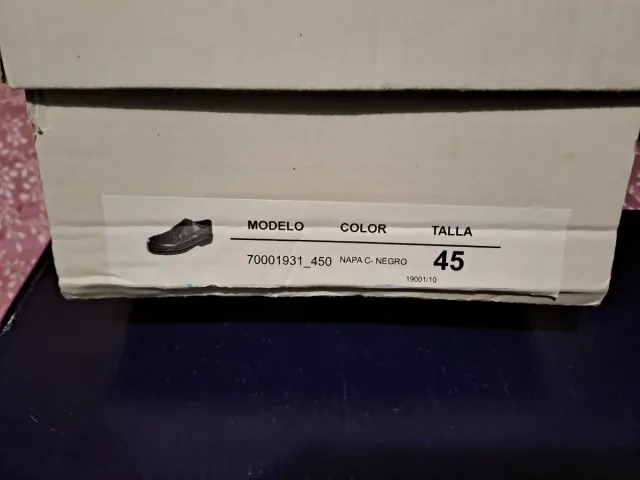 MODELO COLOR TALLA
70001931_450 NAPA C- NEGRO 45
19001/10